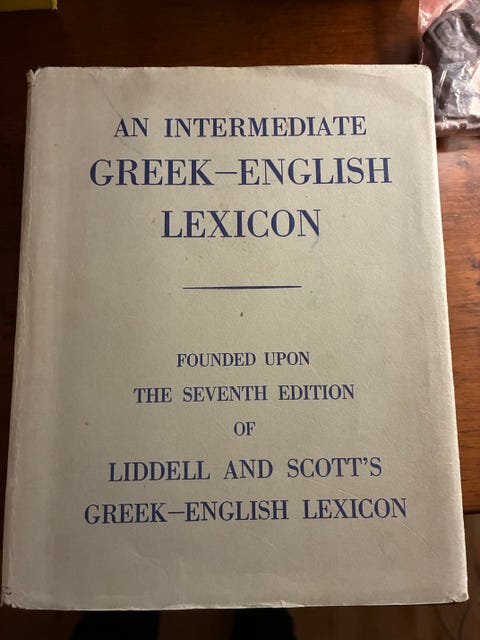 AN INTERMEDIATE
GREEK—ENGLISH
LEXICON
FOUNDED UPON
THE SEVENTH EDITION
OF
LIDDELL AND SCOTT'S
GREEK—ENGLISH LEXICON